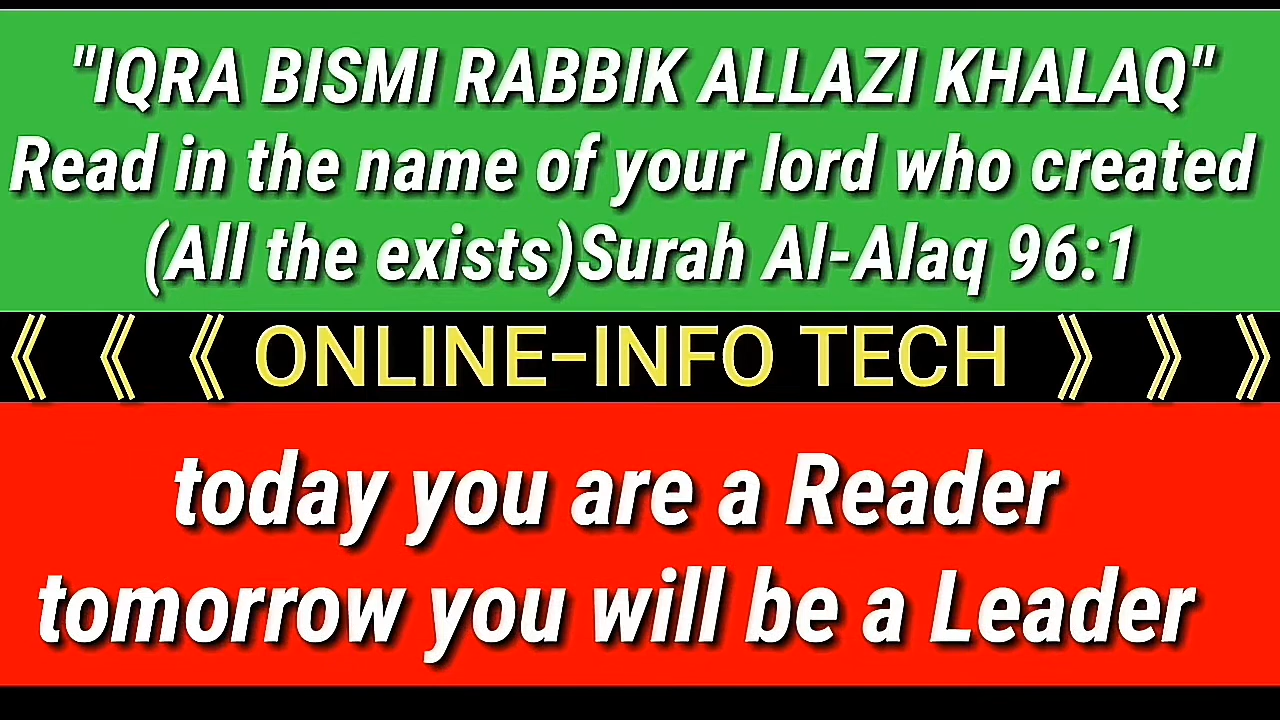 "IQRA BISMI RABBIK ALLAZI KHALAQ"
Read in the name of your lord who created
(All the exists)Surah Al-Alaq 96:1
《 《 《 ONLINE-INFO TECH 》 》 》
today you are a Reader
tomorrow you will be a Leader